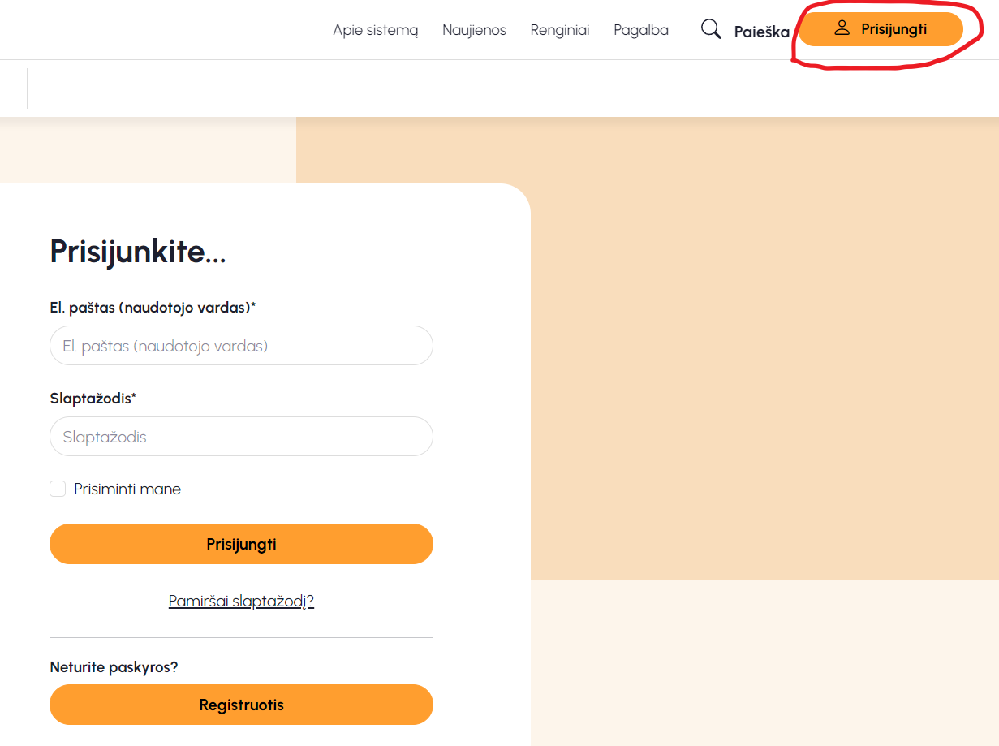 Apie sistemą Naujienos Renginiai Pagalba Paieška Prisijungti
Prisijunkite...
El. paštas (naudotojo vardas)*
El. paštas (naudotojo vardas)
Slaptažodis*
Slaptažodis
Prisiminti mane
Prisijungti
Pamiršai slaptažodį?
Neturite paskyros?
Registruotis